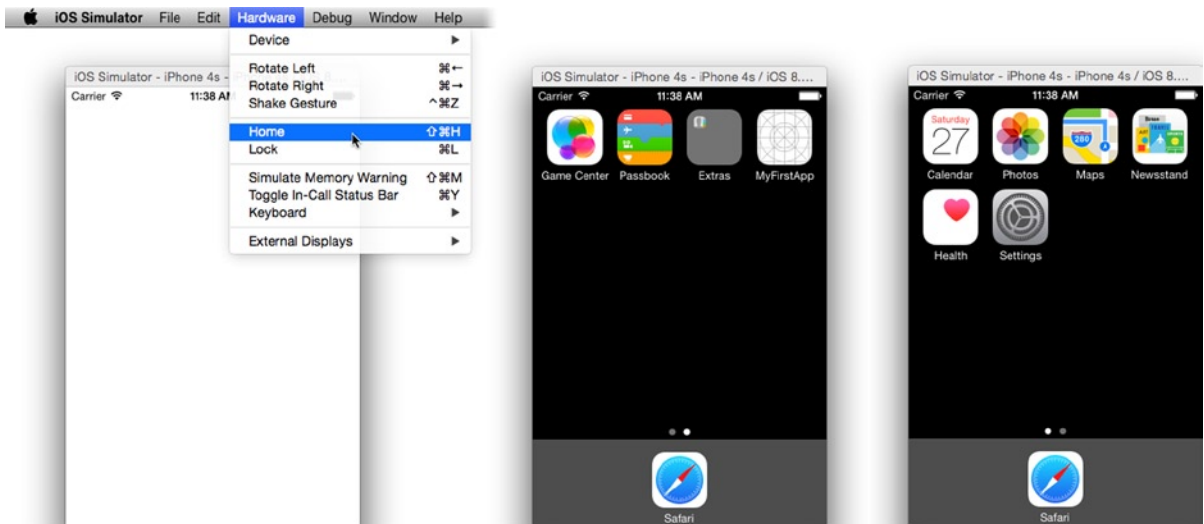 iOS Simulator File Edit Hardware Debug Window Help
Device ▶
Rotate Left ⌘←
Rotate Right ⌘→
Shake Gesture ^⌘Z
Home ⇧⌘H
Lock ⌘L
Simulate Memory Warning ⇧⌘M
Toggle In-Call Status Bar ⌘Y
Keyboard ▶
External Displays ▶
iOS Simulator - iPhone 4s -
Carrier 11:38 AM
iOS Simulator - iPhone 4s - iPhone 4s / iOS 8....
Carrier 11:38 AM
Game Center Passbook Extras MyFirstApp
Safari
iOS Simulator - iPhone 4s - iPhone 4s / iOS 8....
Carrier 11:38 AM
Saturday
27
280
Calendar Photos Maps Newsstand
Health Settings
Safari